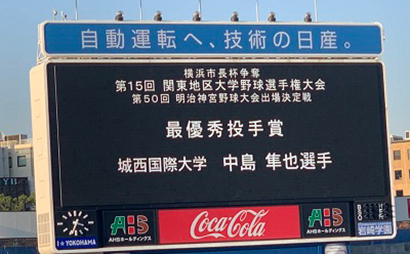 自動運転へ、技術の日産。
横浜市長杯争奪
第15回 関東地区大学野球選手権大会
第50回 明治神宮野球大会出場決定戦
最優秀投手賞
城西国際大学 中島 隼也選手
I★YOKOHAMA
AHS
AHSホールディングス
Coca-Cola
AHS
AHSホールディングス
岩崎学園